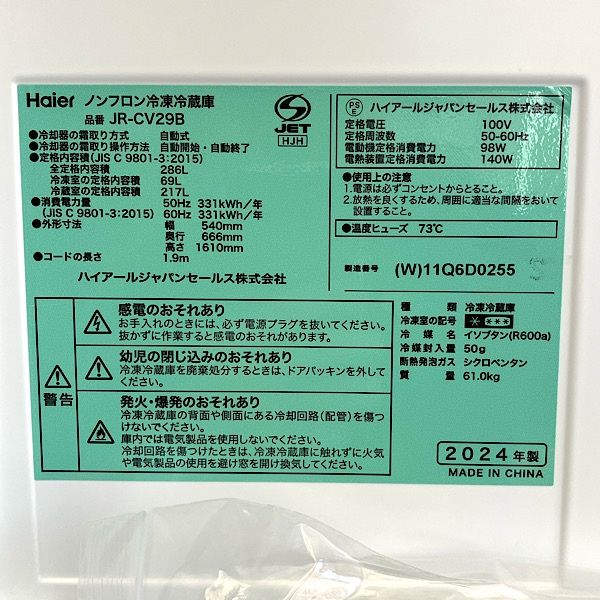 Haier ノンフロン冷凍冷蔵庫
品番 JR-CV29B
S
JET
HJH
●冷却器の霜取り方式 自動式
●冷却器の霜取り操作方法 自動開始・自動終了
●定格内容積(JIS C 9801-3:2015)
全定格内容積 286L
冷凍室の定格内容積 69L
冷蔵室の定格内容積 217L
●消費電力量 50Hz 331kWh/年
(JIS C 9801-3:2015) 60Hz 331kWh/年
●外形寸法 幅 540mm
奥行 666mm
高さ 1610mm
●コードの長さ 1.9m
ハイアールジャパンセールス株式会社
PS
E
ハイアールジャパンセールス株式会社
定格電圧 100V
定格周波数 50-60Hz
電動機定格消費電力 98W
電熱装置定格消費電力 140W
●使用上の注意
1.電源は必ずコンセントからとること。
2.放熱を良くするため、周囲に適当な間隔をおいて
設置すること。
●温度ヒューズ 73℃
製造番号 (W)11Q6D0255
警告
感電のおそれあり
お手入れのときには、必ず電源プラグを抜いてください。
抜かずに作業すると感電のおそれがあります。
幼児の閉じ込みのおそれあり
冷凍冷蔵庫を廃棄処分するときは、ドアパッキンを外して
ください。
発火・爆発のおそれあり
冷凍冷蔵庫の背面や側面にある冷却回路(配管)を傷つ
けないでください。
庫内では電気製品を使用しないでください。
冷却回路を傷つけたときは、冷凍冷蔵庫に触れずに火気
や電気製品の使用を避け窓を開け換気してください。
種類 冷凍冷蔵庫
冷凍室の記号 * ***
冷媒 イソブタン(R600a)
冷媒封入量 50g
断熱発泡ガス シクロペンタン
質量 61.0kg
2024年製
MADE IN CHINA